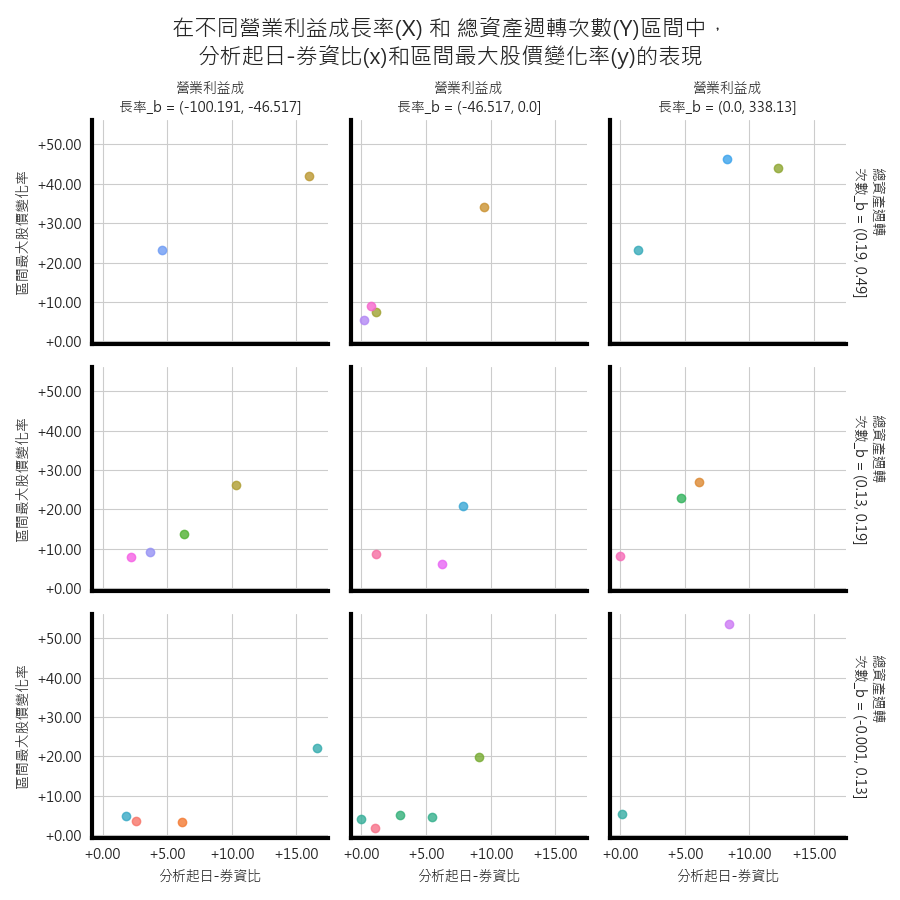 在不同營業利益成長率(X) 和 總資產週轉次數(Y)區間中，
分析起日-券資比(x)和區間最大股價變化率(y)的表現
營業利益成
長率_b = (-100.191, -46.517]
營業利益成
長率_b = (-46.517, 0.0]
營業利益成
長率_b = (0.0, 338.13]
區間最大股價變化率
+50.00
+40.00
+30.00
+20.00
+10.00
+0.00
總資產週轉
次數_b = (0.19, 0.49]
區間最大股價變化率
+50.00
+40.00
+30.00
+20.00
+10.00
+0.00
總資產週轉
次數_b = (0.13, 0.19]
區間最大股價變化率
+50.00
+40.00
+30.00
+20.00
+10.00
+0.00
總資產週轉
次數_b = (-0.001, 0.13]
+0.00 +5.00 +10.00 +15.00
分析起日-券資比
+0.00 +5.00 +10.00 +15.00
分析起日-券資比
+0.00 +5.00 +10.00 +15.00
分析起日-券資比